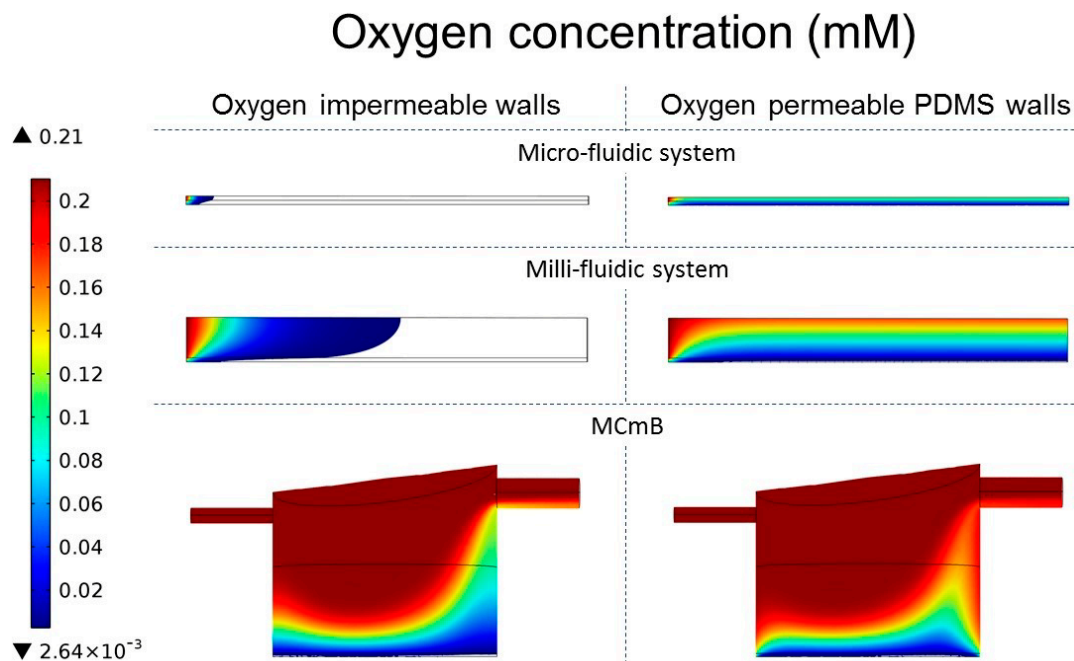 Oxygen concentration (mM)
Oxygen impermeable walls
Oxygen permeable PDMS walls
▲ 0.21
Micro-fluidic system
0.2
0.18
0.16
0.14
0.12
0.1
0.08
0.06
0.04
0.02
▼ 2.64×10⁻³
Milli-fluidic system
MCmB